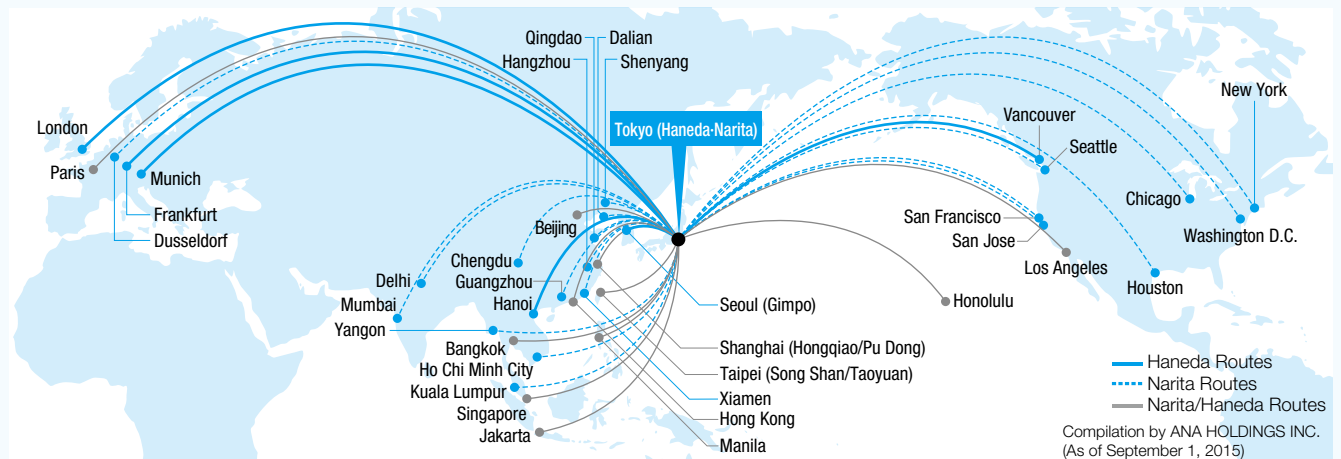 Qingdao
Dalian
Hangzhou
Shenyang
New York
London
Tokyo (Haneda·Narita)
Vancouver
Seattle
Paris
Munich
Chicago
Frankfurt
Beijing
San Francisco
Washington D.C.
Dusseldorf
San Jose
Chengdu
Los Angeles
Delhi
Guangzhou
Houston
Mumbai
Hanoi
Seoul (Gimpo)
Honolulu
Yangon
Bangkok
Shanghai (Hongqiao/Pu Dong)
Ho Chi Minh City
Taipei (Song Shan/Taoyuan)
Kuala Lumpur
Xiamen
Singapore
Hong Kong
Jakarta
Manila
Haneda Routes
Narita Routes
Narita/Haneda Routes
Compilation by ANA HOLDINGS INC.
(As of September 1, 2015)